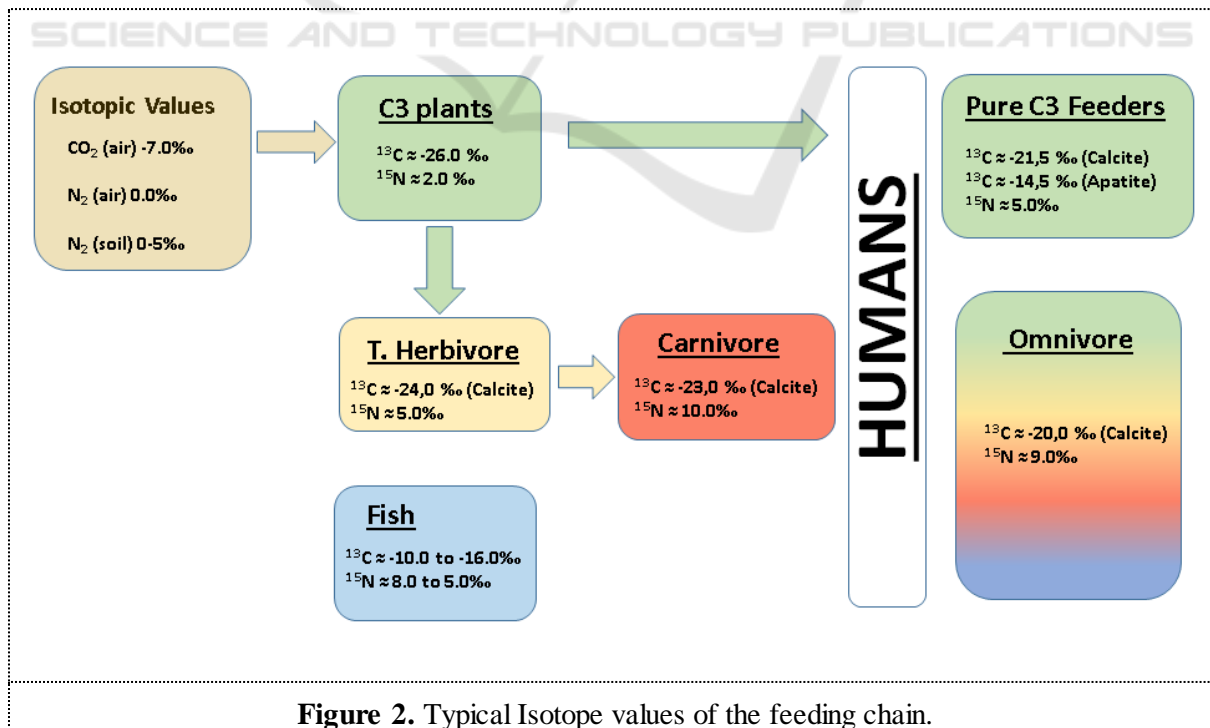 SCIENCE AND TECHNOLOGY PUBLICATIONS
Isotopic Values
CO₂ (air) -7.0‰
N₂ (air) 0.0‰
N₂ (soil) 0-5‰
C3 plants
¹³C ≈ -26.0 ‰
¹⁵N ≈ 2.0 ‰
T. Herbivore
¹³C ≈ -24,0 ‰ (Calcite)
¹⁵N ≈ 5.0‰
Carnivore
¹³C ≈ -23,0 ‰ (Calcite)
¹⁵N ≈ 10.0‰
Fish
¹³C ≈ -10.0 to -16.0‰
¹⁵N ≈ 8.0 to 5.0‰
HUMANS
Pure C3 Feeders
¹³C ≈ -21,5 ‰ (Calcite)
¹³C ≈ -14,5 ‰ (Apatite)
¹⁵N ≈ 5.0‰
Omnivore
¹³C ≈ -20,0 ‰ (Calcite)
¹⁵N ≈ 9.0‰
Figure 2. Typical Isotope values of the feeding chain.